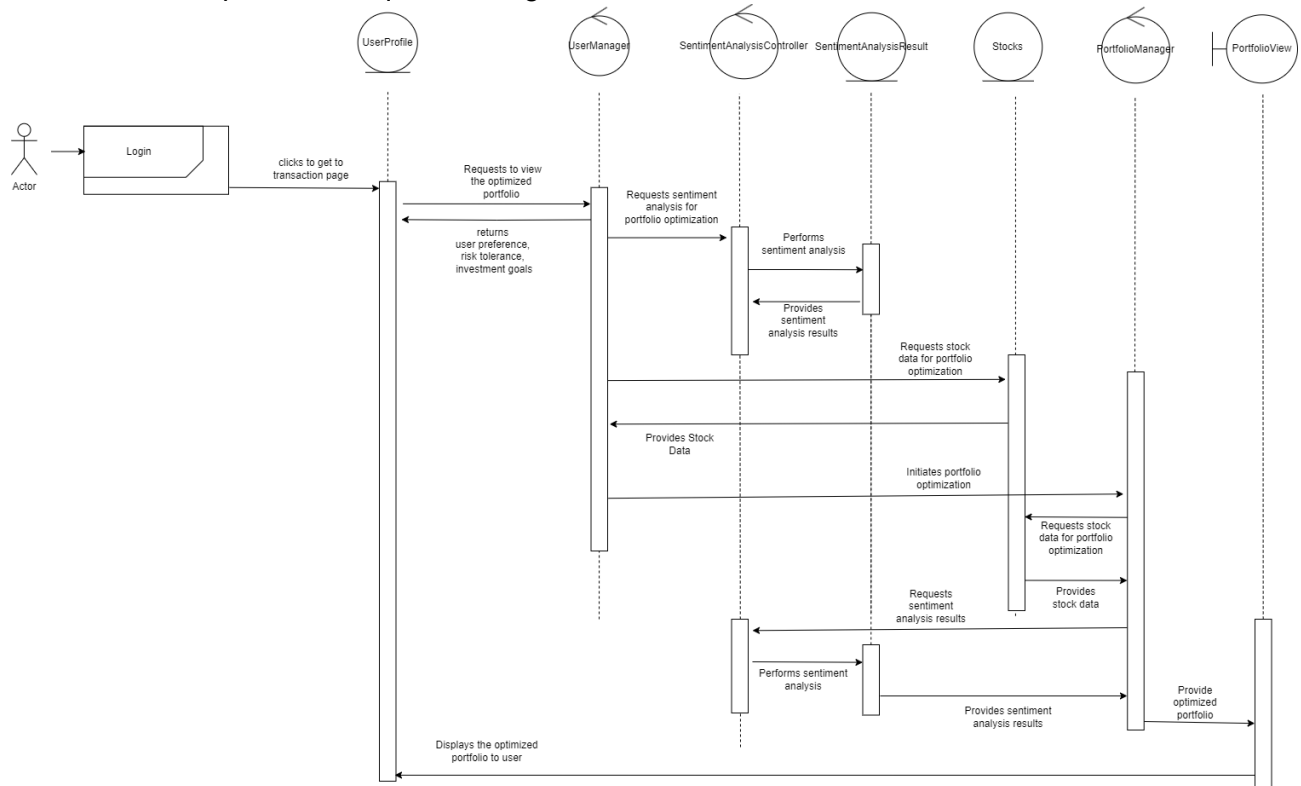 UserProfile
UserManager
SentimentAnalysisController
SentimentAnalysisResult
Stocks
PortfolioManager
PortfolioView
Actor
Login
clicks to get to
transaction page
Requests to view
the optimized
portfolio
returns
user preference,
risk tolerance,
investment goals
Requests sentiment
analysis for
portfolio optimization
Performs
sentiment analysis
Provides
sentiment
analysis results
Requests stock
data for portfolio
optimization
Provides Stock
Data
Initiates portfolio
optimization
Requests stock
data for portfolio
optimization
Provides
stock data
Requests
sentiment
analysis results
Performs sentiment
analysis
Provides sentiment
analysis results
Provide
optimized
portfolio
Displays the optimized
portfolio to user